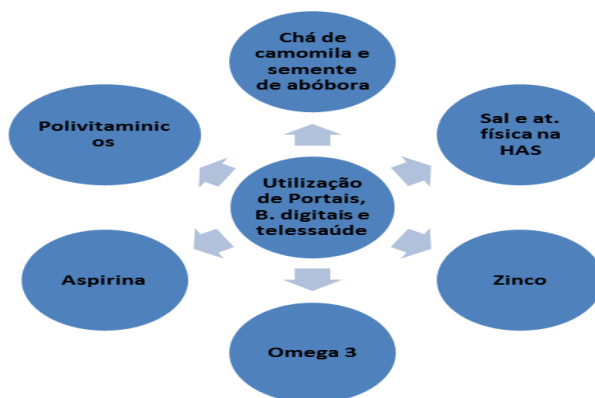 Chá de
camomila e
semente
de abóbora
Polivitaminic
os
Sal e at.
física na
HAS
Utilização
de Portais,
B. digitais e
telessaúde
Aspirina
Zinco
Omega 3